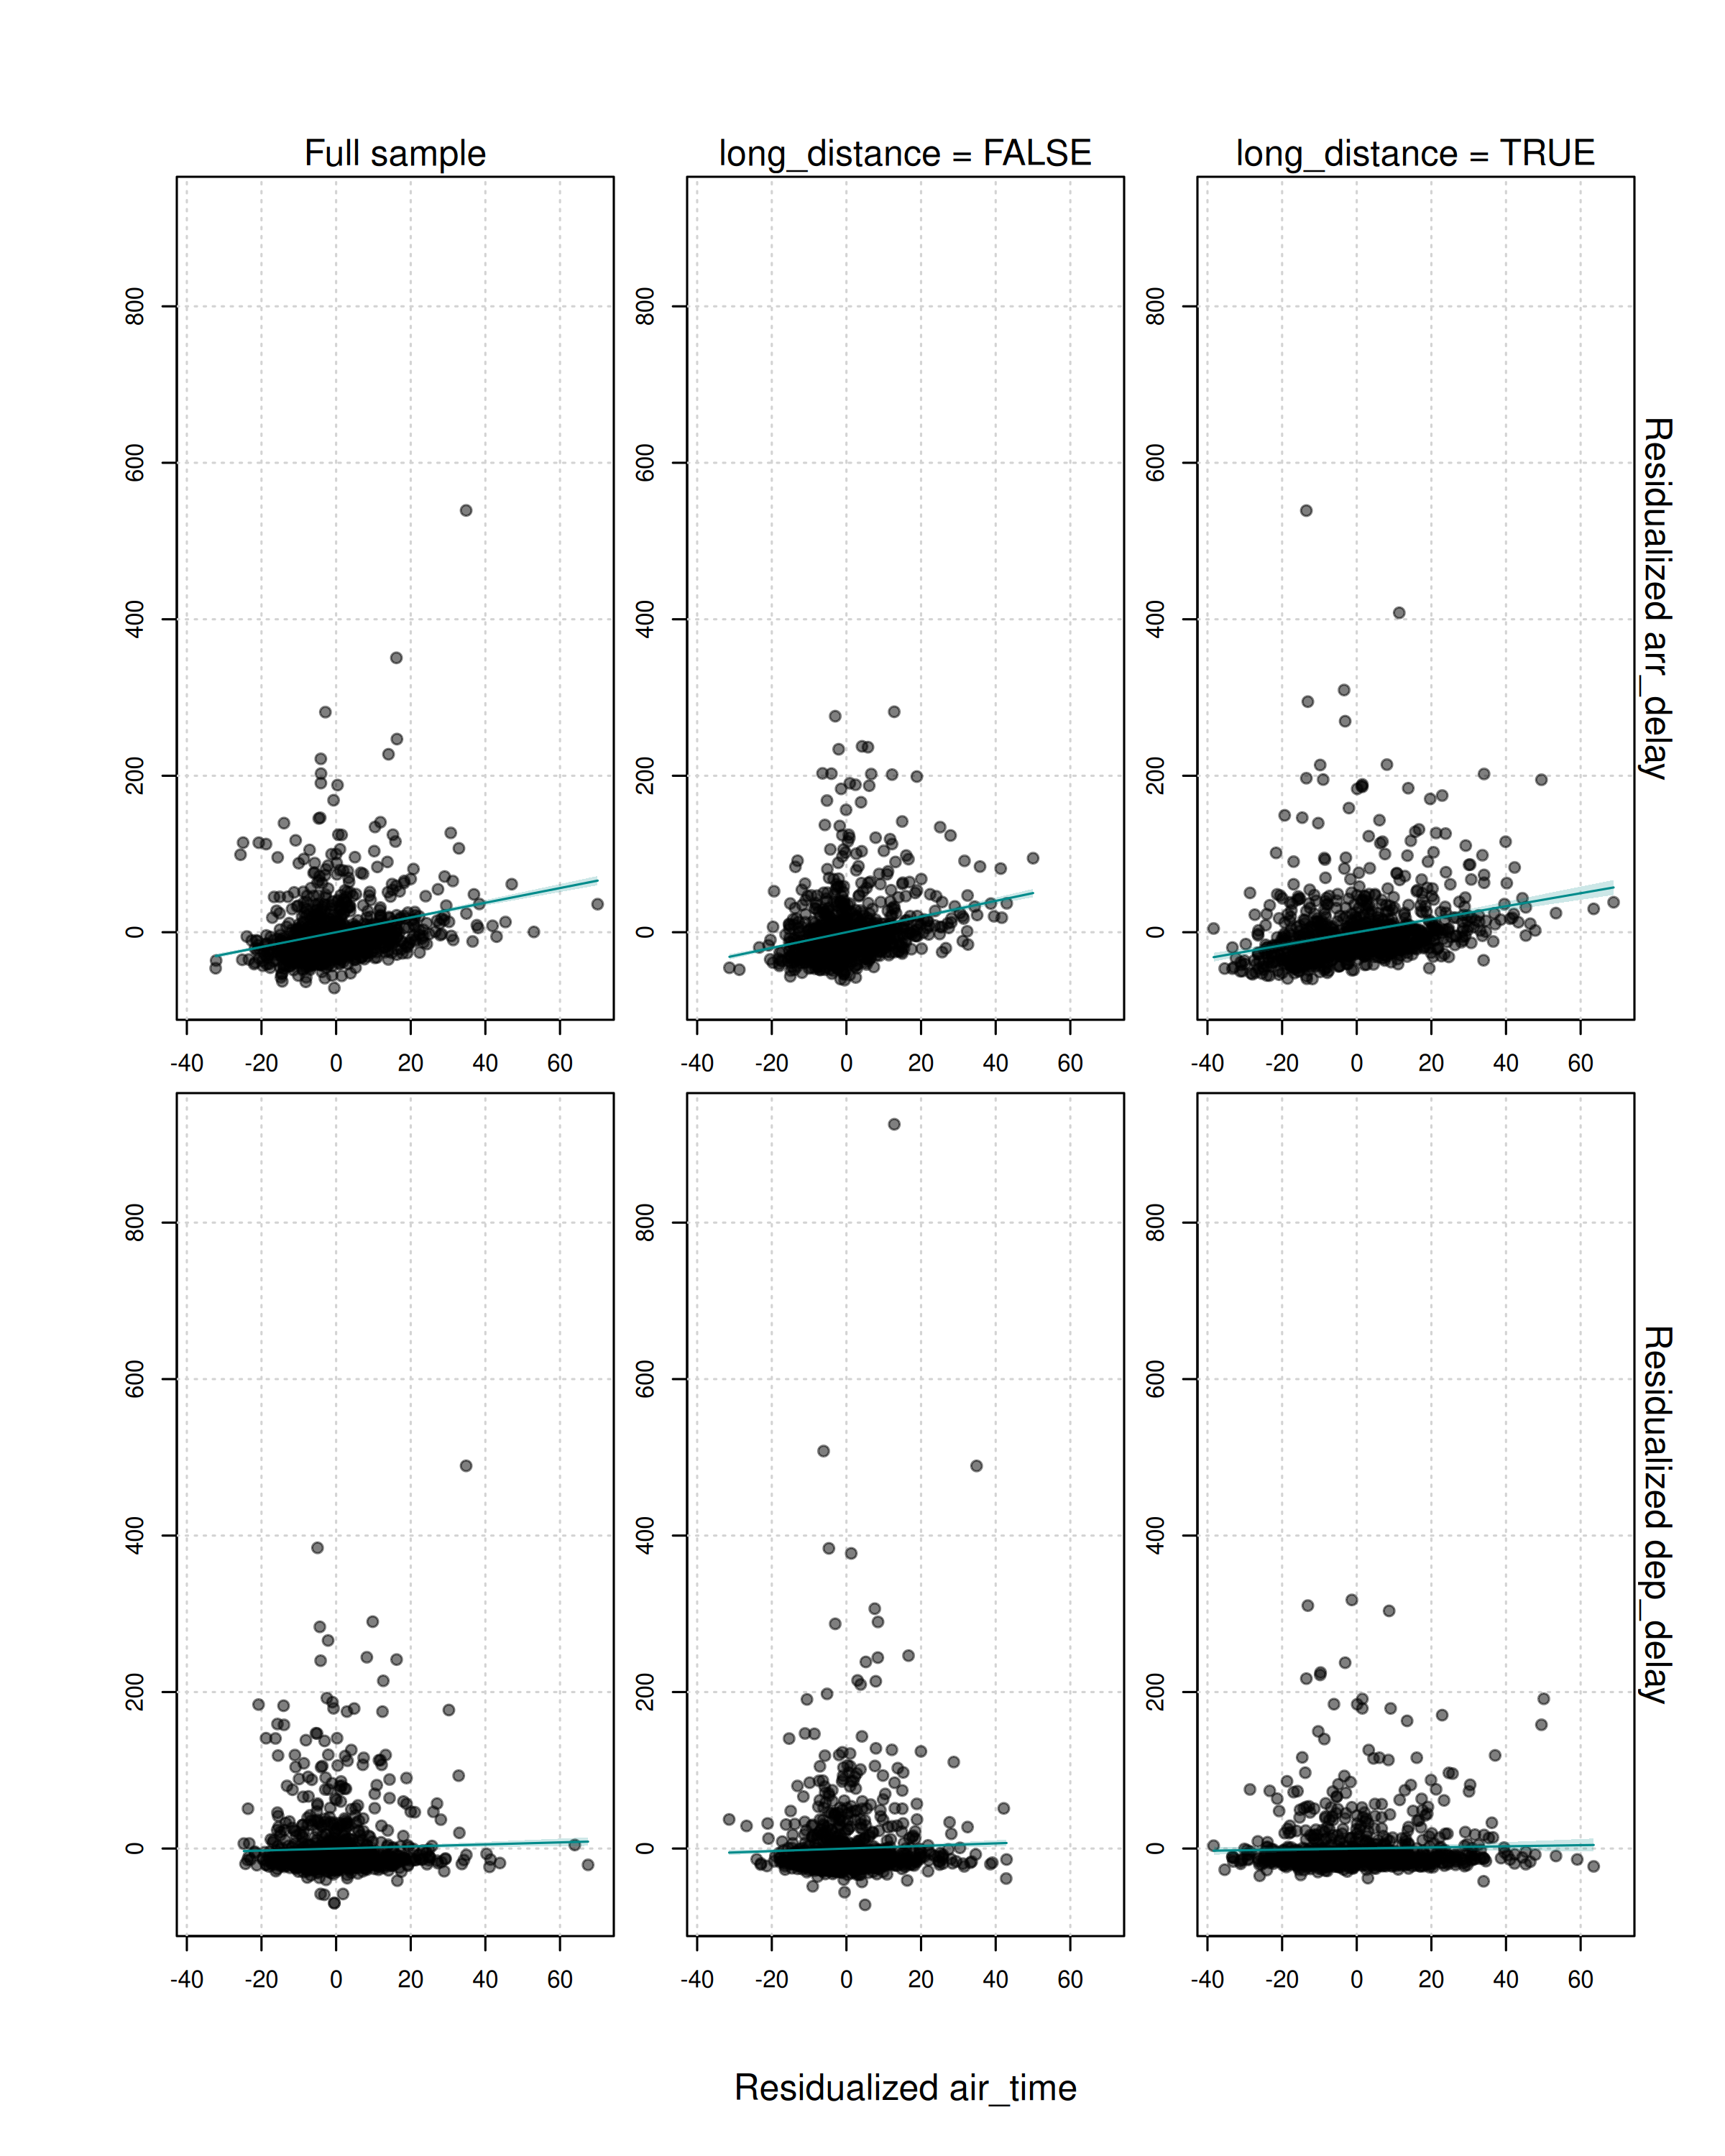 Full sample long_distance = FALSE long_distance = TRUE
800 800 800
600 600 600
400 400 400
200 200 200
0 0 0
Residualized arr_delay
-40 -20 0 20 40 60 -40 -20 0 20 40 60 -40 -20 0 20 40 60
800 800 800
600 600 600
400 400 400
200 200 200
0 0 0
Residualized dep_delay
-40 -20 0 20 40 60 -40 -20 0 20 40 60 -40 -20 0 20 40 60
Residualized air_time